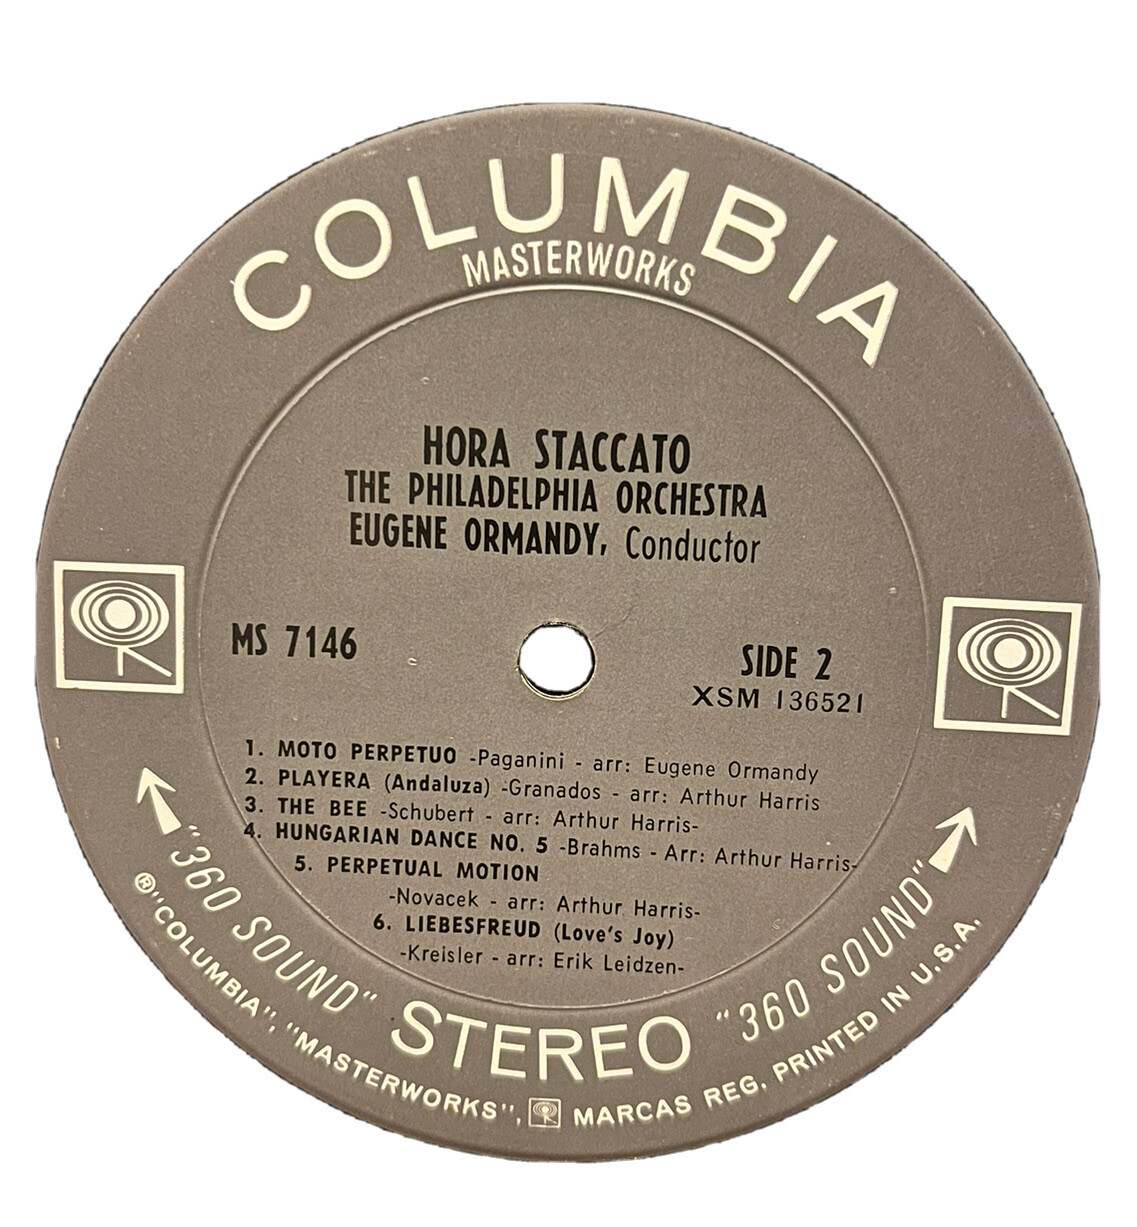 COLUMBIA
MASTERWORKS
HORA STACCATO
THE PHILADELPHIA ORCHESTRA
EUGENE ORMANDY, Conductor
MS 7146
SIDE 2
XSM 136521
1. MOTO PERPETUO -Paganini - arr: Eugene Ormandy
2. PLAYERA (Andaluza) -Granados - arr: Arthur Harris
3. THE BEE -Schubert - arr: Arthur Harris-
4. HUNGARIAN DANCE NO. 5 -Brahms - Arr: Arthur Harris-
5. PERPETUAL MOTION
-Novacek - arr: Arthur Harris-
6. LIEBESFREUD (Love's Joy)
-Kreisler - arr: Erik Leidzen-
"360 SOUND" STEREO "360 SOUND"
®"COLUMBIA", "MASTERWORKS", MARCAS REG. PRINTED IN U.S.A.